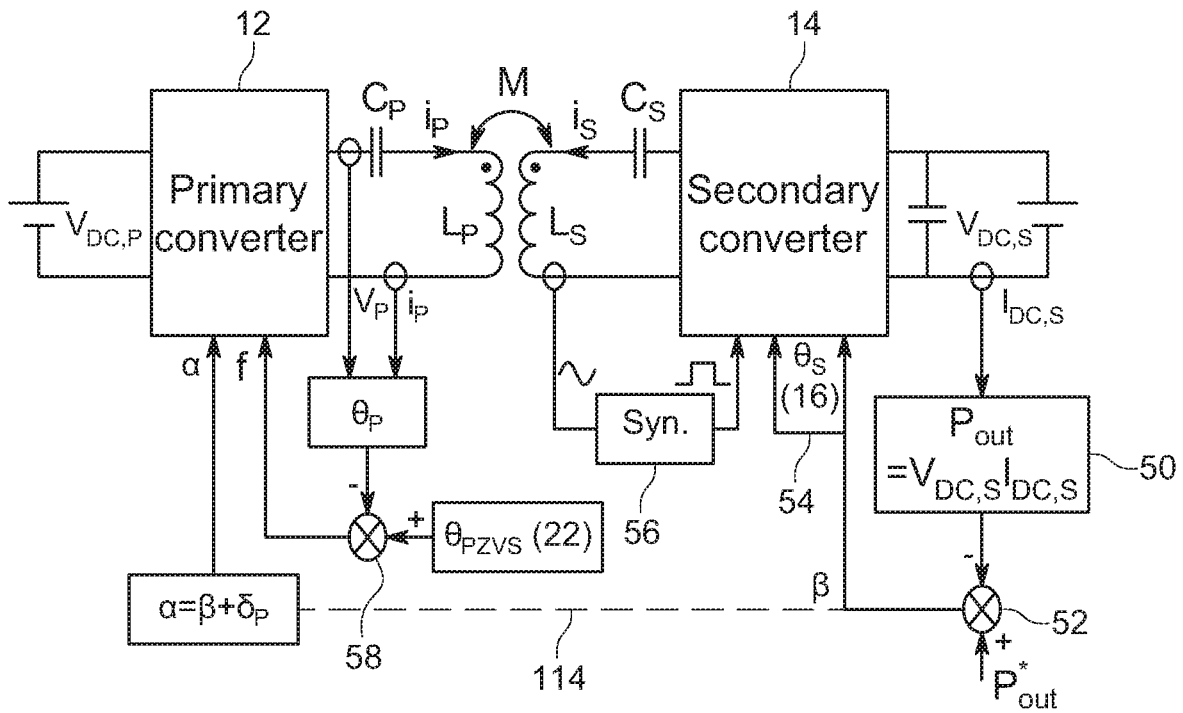 12
14
M
C_P
C_S
i_P
i_S
Primary
converter
Secondary
converter
V_DC,P
L_P
L_S
V_DC,S
V_P
i_P
I_DC,S
α
f
θ_S
(16)
θ_P
Syn.
P_out
=V_DC,S I_DC,S
50
54
56
-
+
θ_PZVS (22)
-
α=β+δ_P
β
52
58
114
+
P*_out